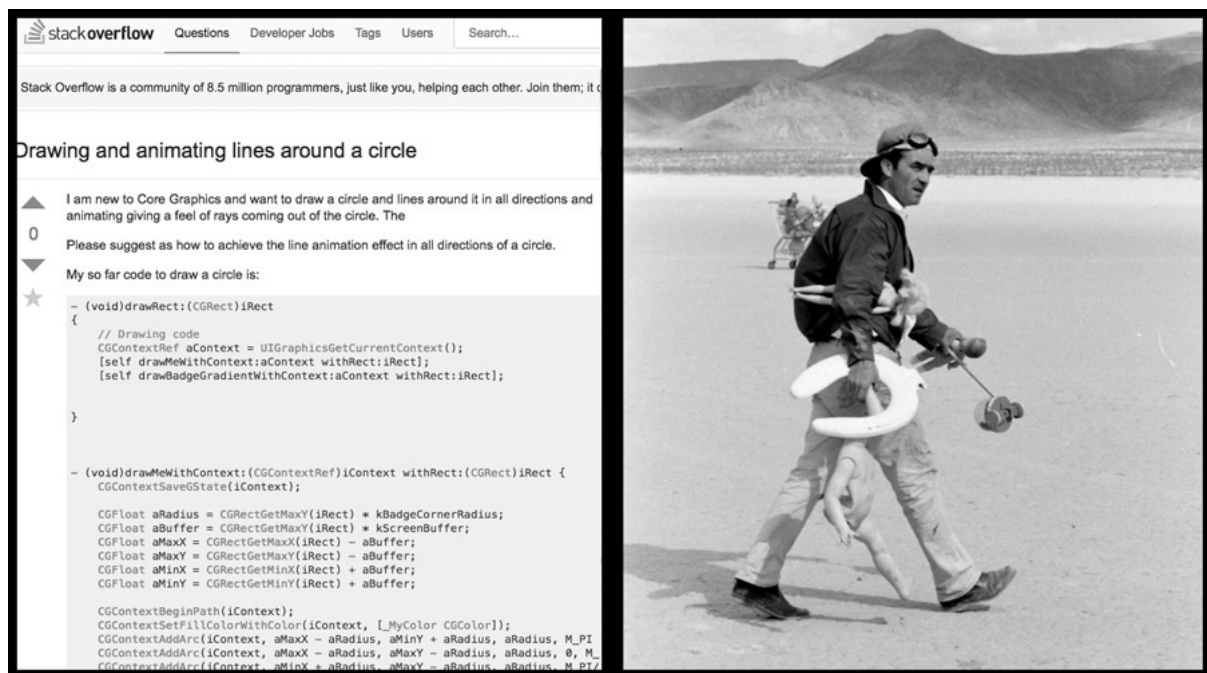 stackoverflow Questions Developer Jobs Tags Users Search...
Stack Overflow is a community of 8.5 million programmers, just like you, helping each other. Join them; it
Drawing and animating lines around a circle
I am new to Core Graphics and want to draw a circle and lines around it in all directions and
animating giving a feel of rays coming out of the circle. The
0
Please suggest as how to achieve the line animation effect in all directions of a circle.
My so far code to draw a circle is:
- (void)drawRect:(CGRect)iRect
{
// Drawing code
CGContextRef aContext = UIGraphicsGetCurrentContext();
[self drawMeWithContext:aContext withRect:iRect];
[self drawBadgeGradientWithContext:aContext withRect:iRect];
}
- (void)drawMeWithContext:(CGContextRef)iContext withRect:(CGRect)iRect {
CGContextSaveGState(iContext);
CGFloat aRadius = CGRectGetMaxY(iRect) * kBadgeCornerRadius;
CGFloat aBuffer = CGRectGetMaxY(iRect) * kScreenBuffer;
CGFloat aMaxX = CGRectGetMaxX(iRect) - aBuffer;
CGFloat aMaxY = CGRectGetMaxY(iRect) - aBuffer;
CGFloat aMinX = CGRectGetMinX(iRect) + aBuffer;
CGFloat aMinY = CGRectGetMinY(iRect) + aBuffer;
CGContextBeginPath(iContext);
CGContextSetFillColorWithColor(iContext, [_MyColor CGColor]);
CGContextAddArc(iContext, aMaxX - aRadius, aMinY + aRadius, aRadius, M_PI
CGContextAddArc(iContext, aMaxX - aRadius, aMaxY - aRadius, aRadius, 0, M_
CGContextAddArc(iContext, aMinX + aRadius, aMaxY - aRadius, aRadius, M_PI/